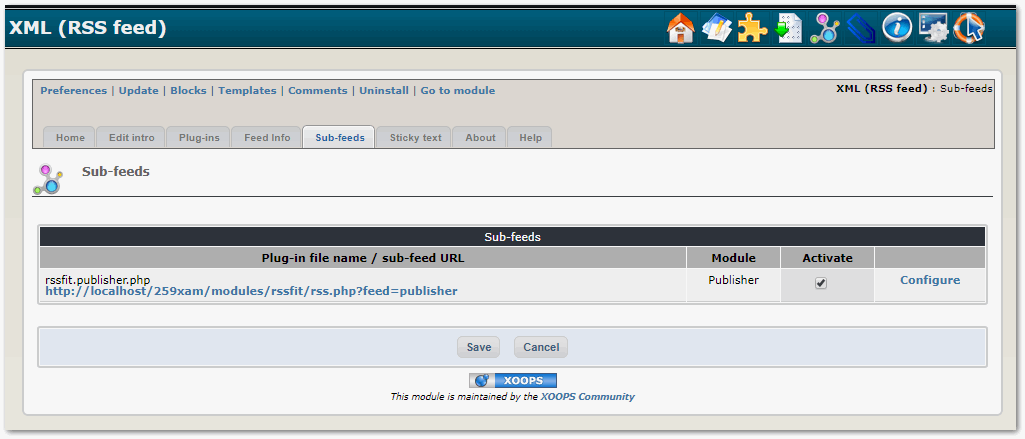 XML (RSS feed)
Preferences | Update | Blocks | Templates | Comments | Uninstall | Go to module
XML (RSS feed) : Sub-feeds
Home Edit intro Plug-ins Feed Info Sub-feeds Sticky text About Help
Sub-feeds
Sub-feeds
Plug-in file name / sub-feed URL Module Activate
rssfit.publisher.php Publisher Configure
http://localhost/259xam/modules/rssfit/rss.php?feed=publisher
Save Cancel
XOOPS
This module is maintained by the XOOPS Community